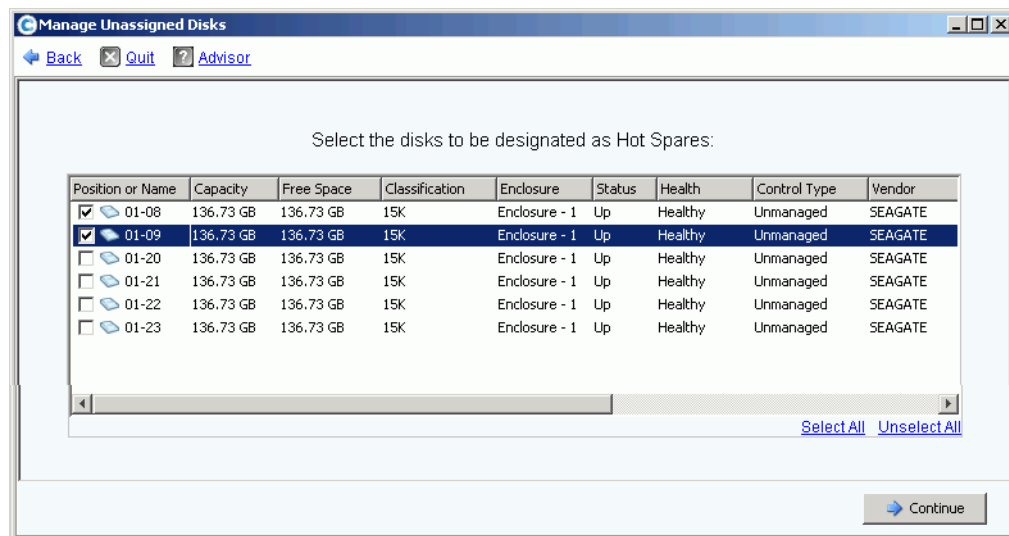 Manage Unassigned Disks
Back Quit ? Advisor
Select the disks to be designated as Hot Spares:
Position or Name Capacity Free Space Classification Enclosure Status Health Control Type Vendor
01-08 136.73 GB 136.73 GB 15K Enclosure - 1 Up Healthy Unmanaged SEAGATE
01-09 136.73 GB 136.73 GB 15K Enclosure - 1 Up Healthy Unmanaged SEAGATE
01-20 136.73 GB 136.73 GB 15K Enclosure - 1 Up Healthy Unmanaged SEAGATE
01-21 136.73 GB 136.73 GB 15K Enclosure - 1 Up Healthy Unmanaged SEAGATE
01-22 136.73 GB 136.73 GB 15K Enclosure - 1 Up Healthy Unmanaged SEAGATE
01-23 136.73 GB 136.73 GB 15K Enclosure - 1 Up Healthy Unmanaged SEAGATE
Select All Unselect All
Continue